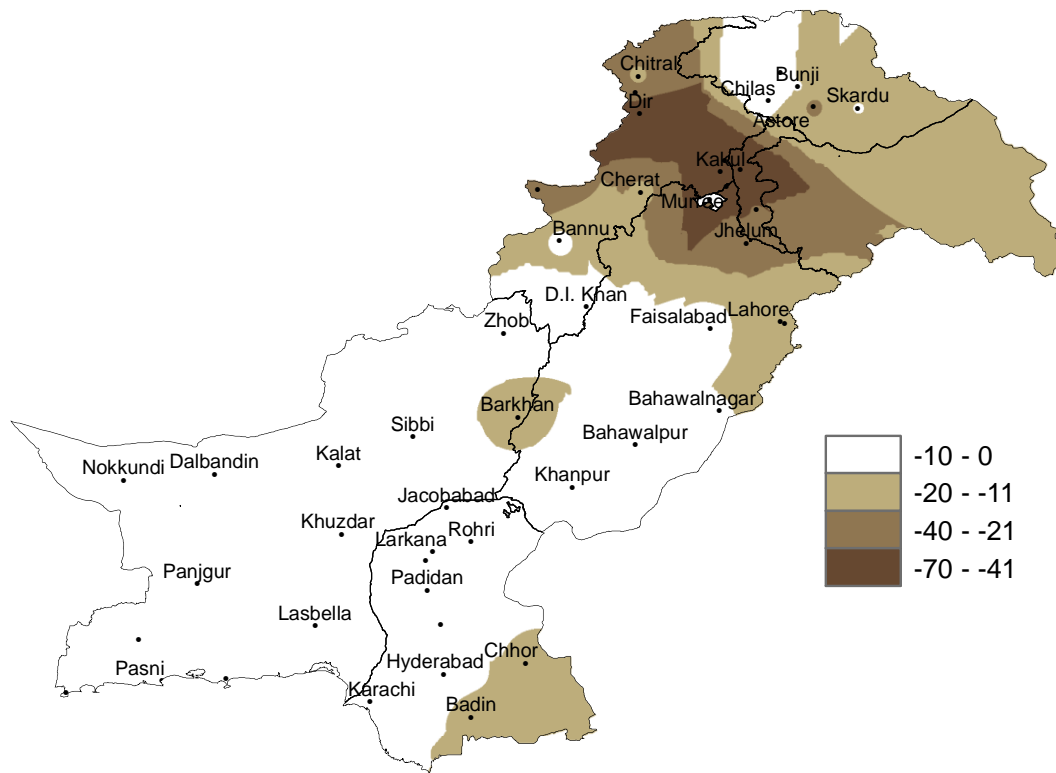 Chitral
Bunji
Chilas
Skardu
Dir
Astore
Kakul
Cherat
Murree
Bannu
Jhelum
D.I. Khan
Lahore
Faisalabad
Zhob
Barkhan
Bahawalnagar
Sibbi
Bahawalpur
Kalat
Dalbandin
Nokkundi
Khanpur
Jacobabad
Khuzdar
Rohri
Larkana
Panjgur
Padidan
Lasbella
Chhor
Pasni
Hyderabad
Karachi
Badin
-10 - 0
-20 - -11
-40 - -21
-70 - -41